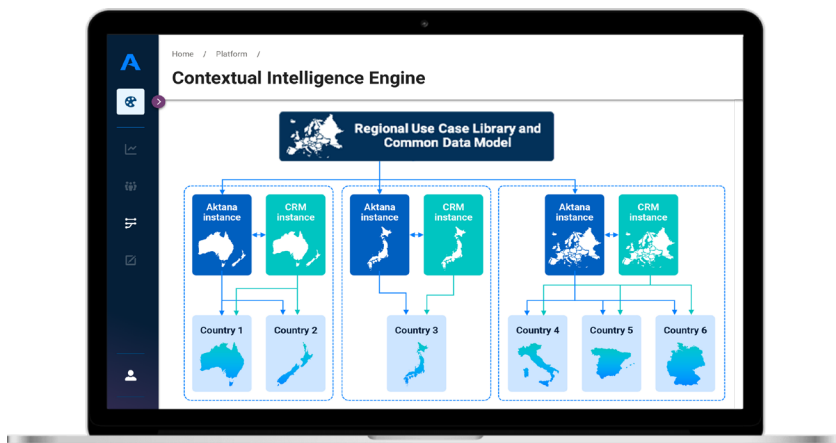 Home / Platform /
Contextual Intelligence Engine
Regional Use Case Library and
Common Data Model
Aktana
instance
CRM
instance
Aktana
instance
CRM
instance
Aktana
instance
CRM
instance
Country 1
Country 2
Country 3
Country 4
Country 5
Country 6